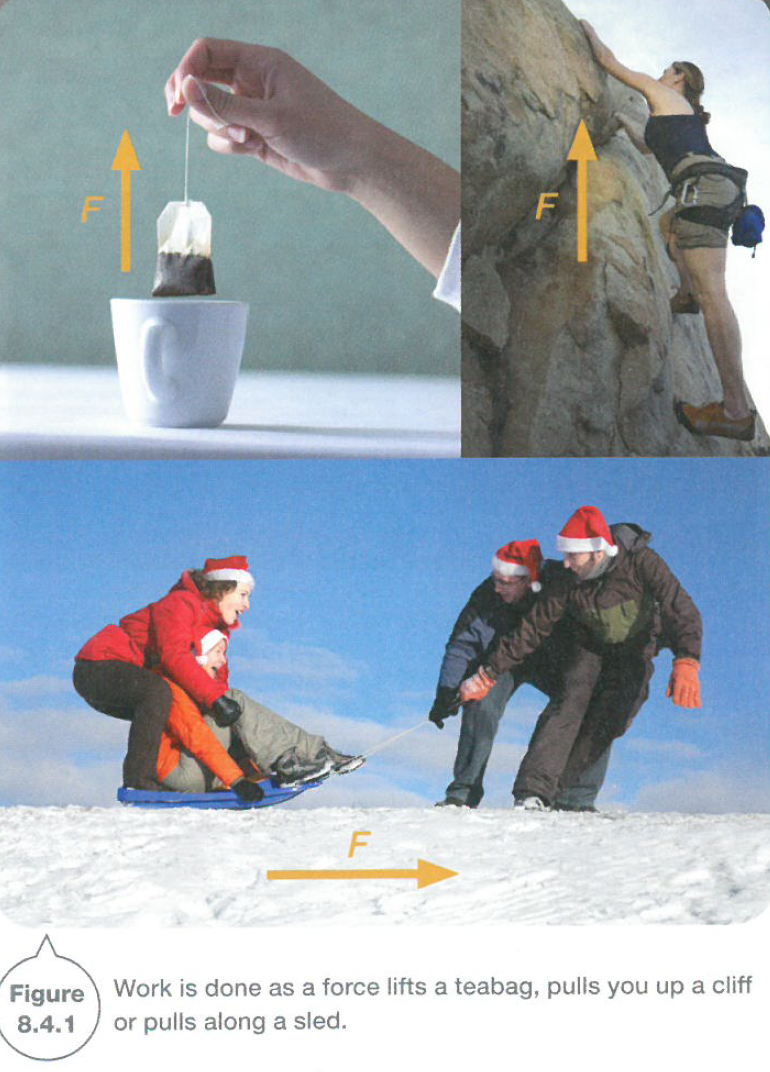 F
F
F
Figure
8.4.1
Work is done as a force lifts a teabag, pulls you up a cliff
or pulls along a sled.